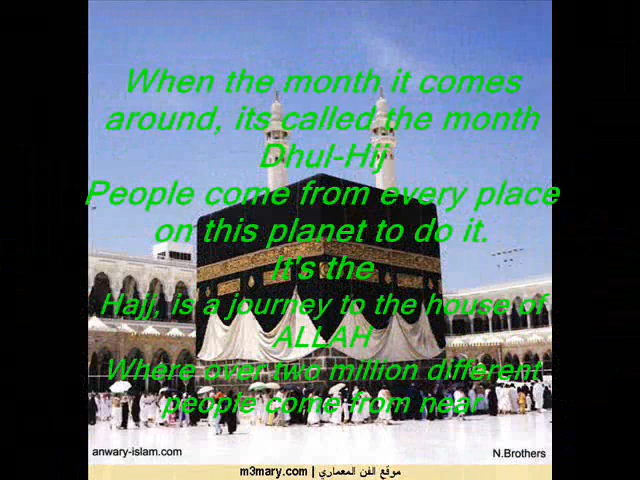 When the month it comes
around, its called the month
Dhul-Hij
People come from every place
on this planet to do it.
It's the
Hajj, is a journey to the house of
ALLAH
Where over two million different
people come from near
anwary-islam.com
N.Brothers
m3mary.com | موقع الفن المعماري